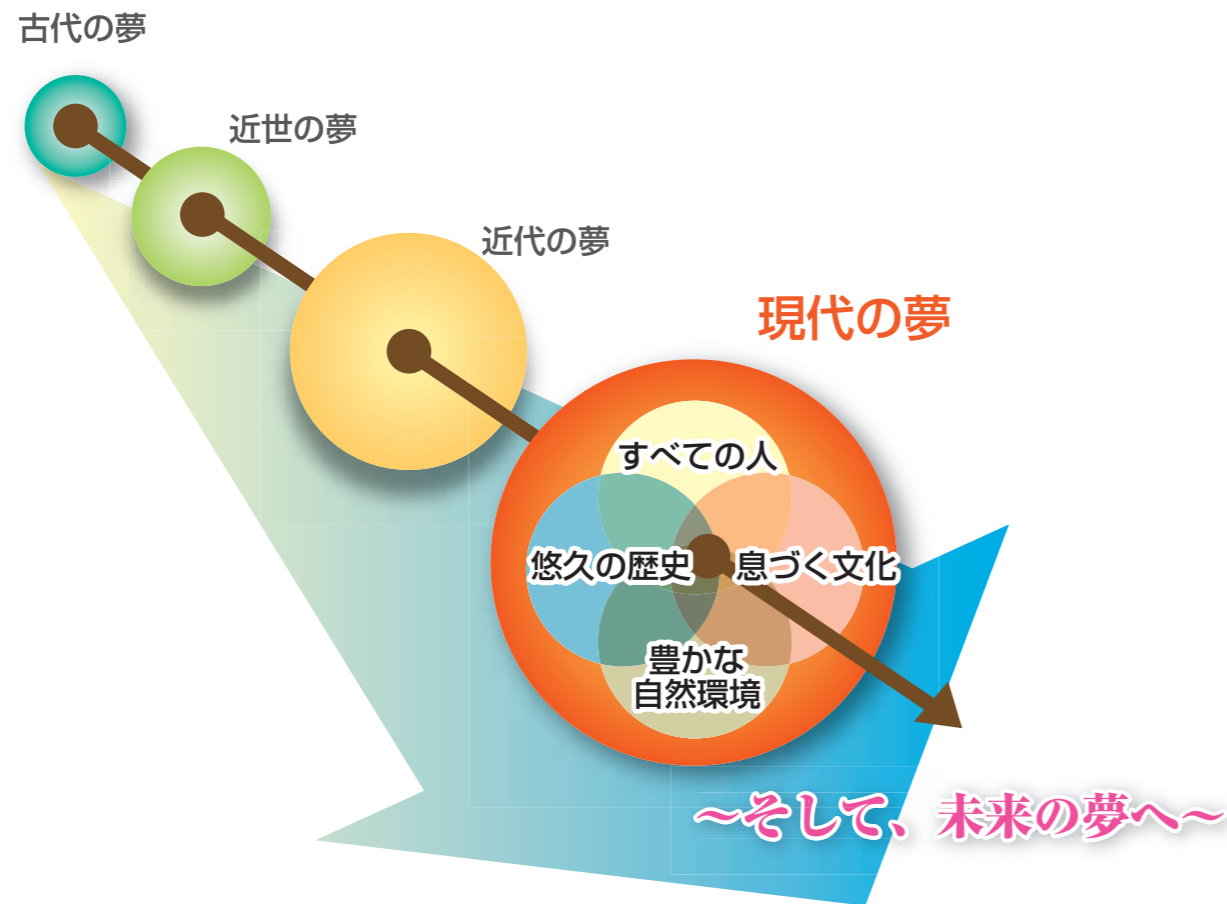 古代の夢
近世の夢
近代の夢
現代の夢
すべての人
悠久の歴史
息づく文化
豊かな
自然環境
～そして、未来の夢へ～